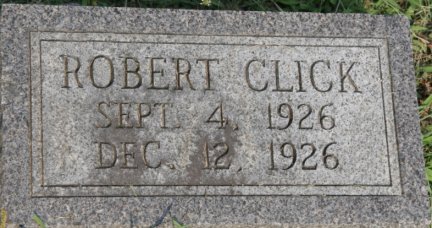 ROBERT CLICK
SEPT. 4, 1926
DEC. 12, 1926